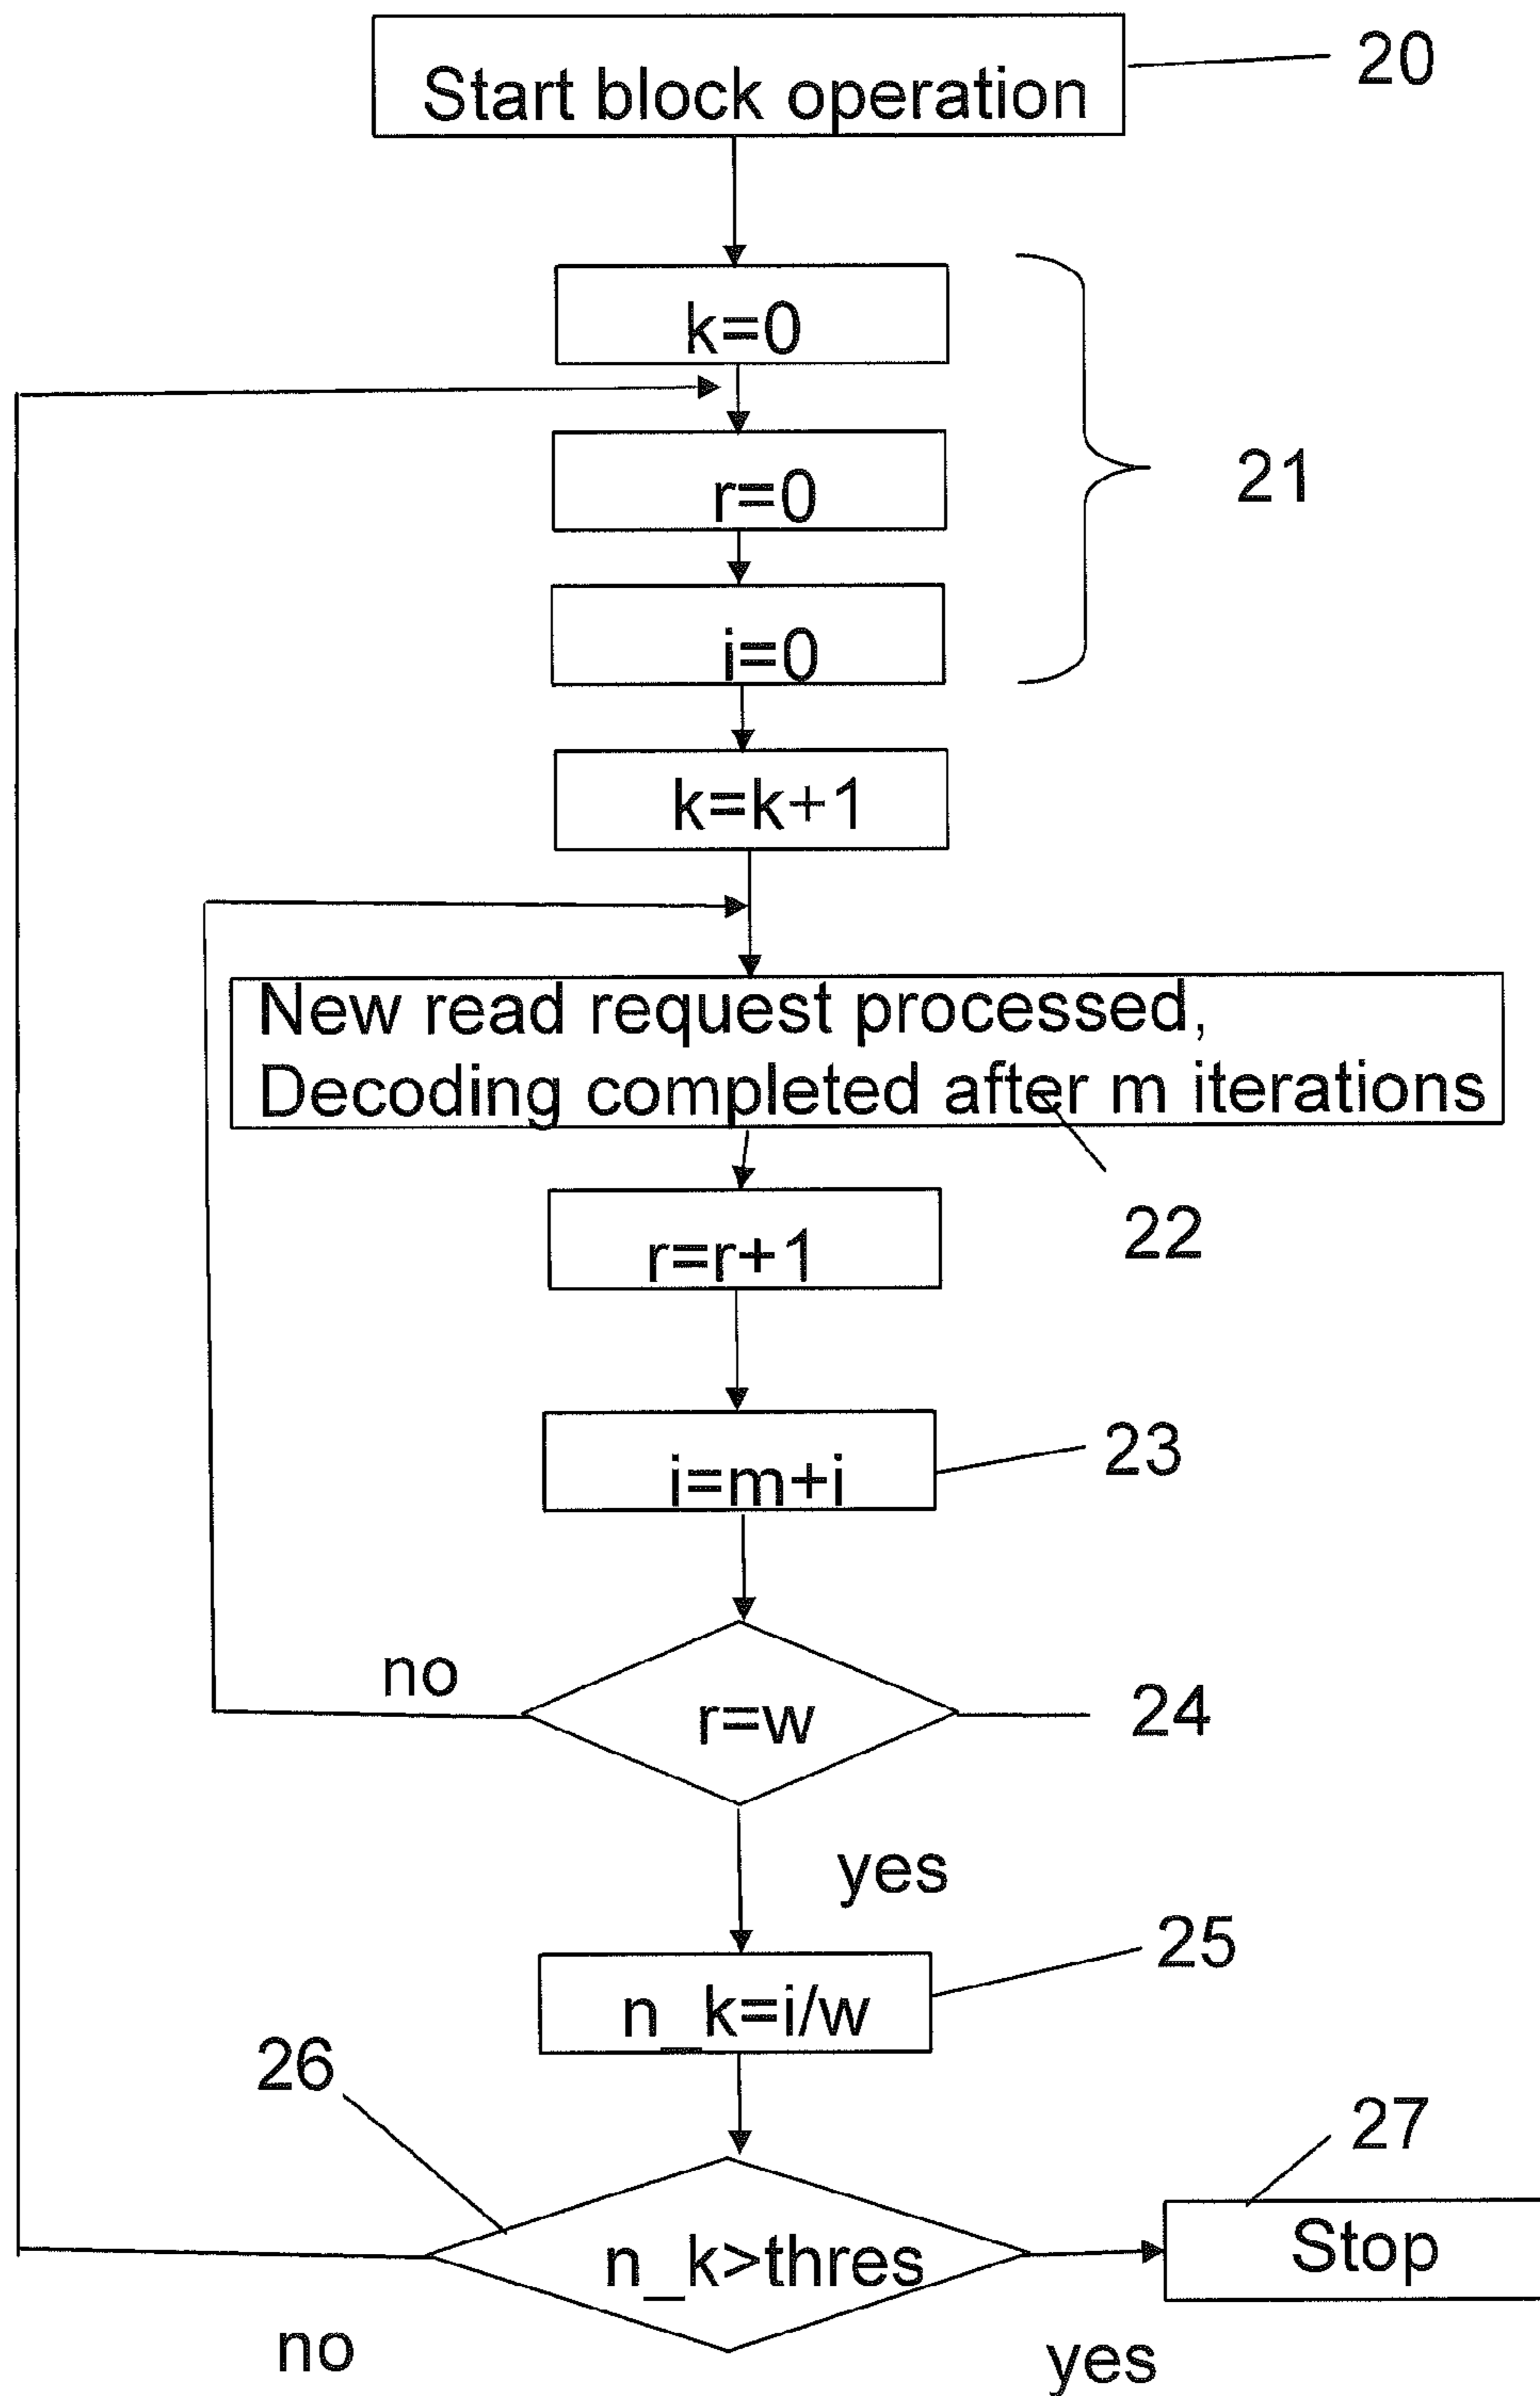 Start block operation
20
k=0
r=0
21
i=0
k=k+1
New read request processed,
Decoding completed after m iterations
22
r=r+1
23
i=m+i
no
r=w
24
yes
25
n_k=i/w
26
27
n_k>thres
Stop
no
yes